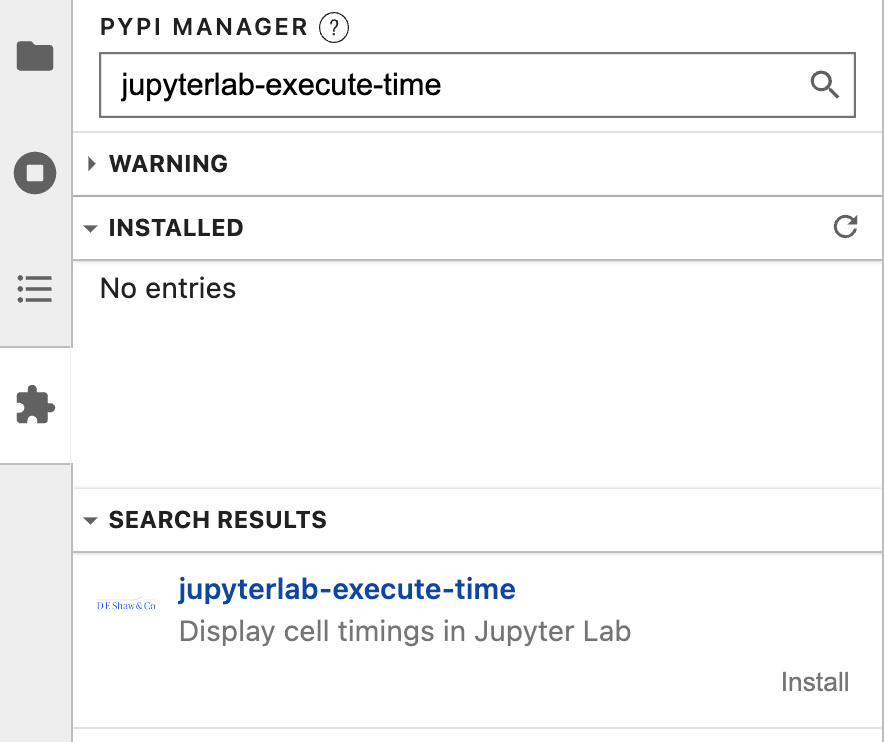 PYPI MANAGER ?
jupyterlab-execute-time
WARNING
INSTALLED
No entries
SEARCH RESULTS
jupyterlab-execute-time
D E Shaw & Co
Display cell timings in Jupyter Lab
Install